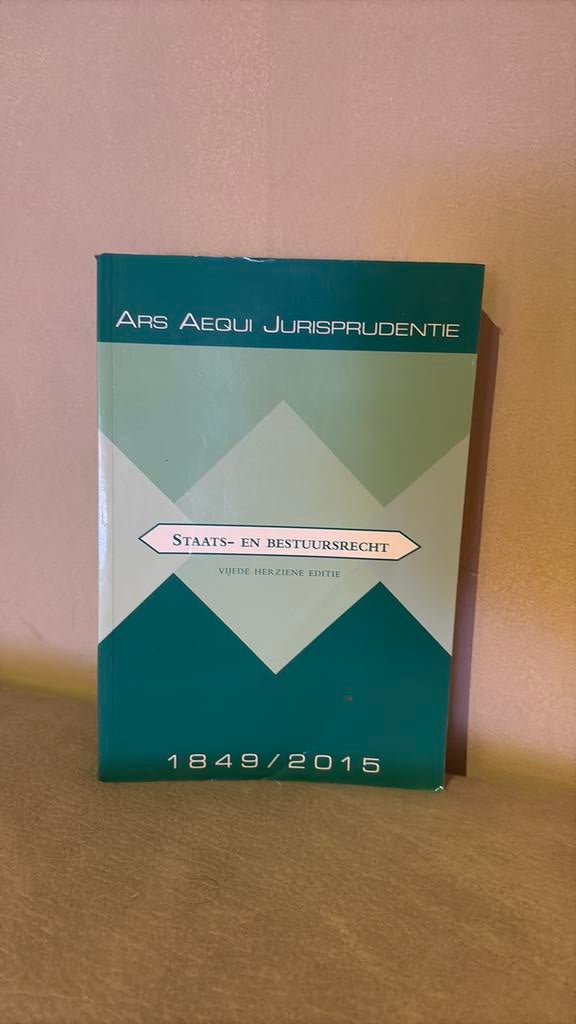 Ars Aequi Jurisprudentie
Staats- en bestuursrecht
vijfde herziene editie
1849/2015